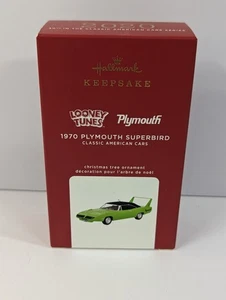 Hallmark
KEEPSAKE
LOONEY TUNES
Plymouth
1970 PLYMOUTH SUPERBIRD
CLASSIC AMERICAN CARS
christmas tree ornament
décoration pour l'arbre de noël